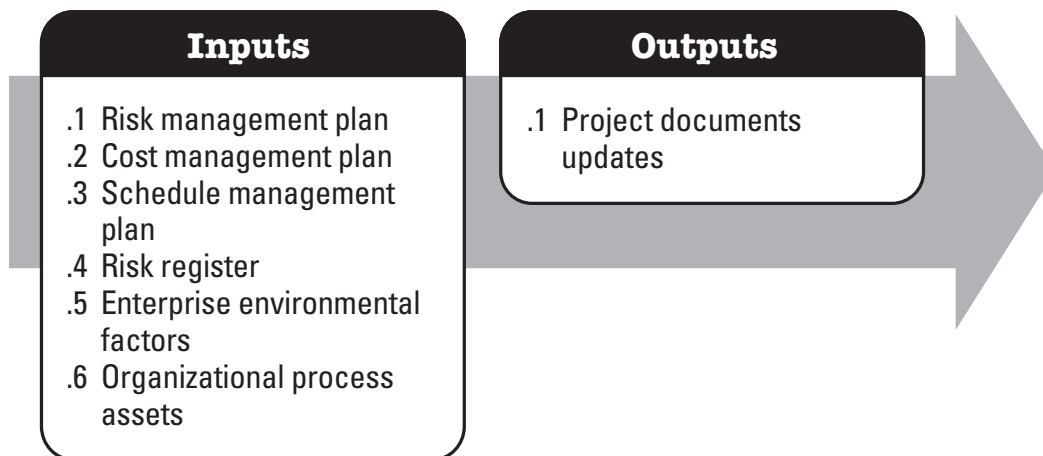 Inputs
.1 Risk management plan
.2 Cost management plan
.3 Schedule management
plan
.4 Risk register
.5 Enterprise environmental
factors
.6 Organizational process
assets
Outputs
.1 Project documents
updates